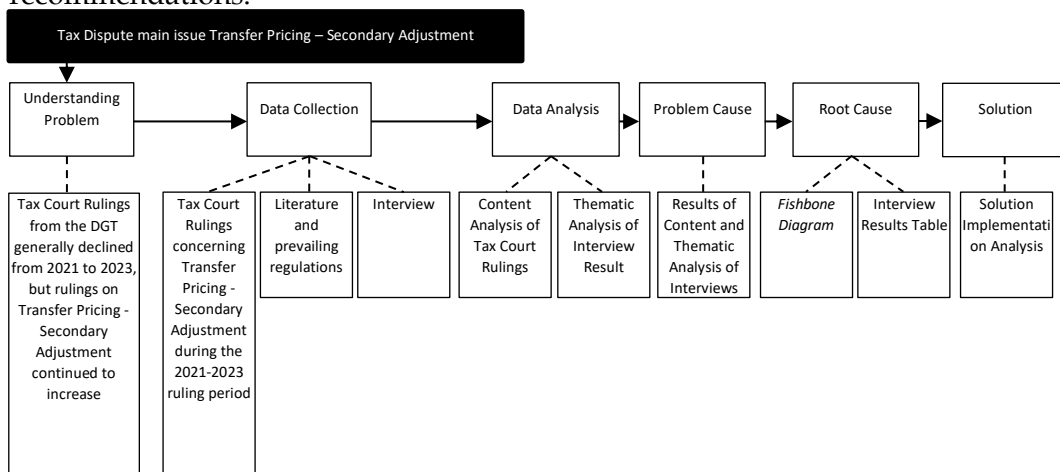 recommendations.
Tax Dispute main issue Transfer Pricing – Secondary Adjustment
Understanding
Problem
Data Collection
Data Analysis
Problem Cause
Root Cause
Solution
Tax Court Rulings
from the DGT
generally declined
from 2021 to 2023,
but rulings on
Transfer Pricing -
Secondary
Adjustment
continued to
increase
Tax Court
Rulings
concerning
Transfer
Pricing -
Secondary
Adjustment
during the
2021-2023
ruling period
Literature
and
prevailing
regulations
Interview
Content
Analysis of
Tax Court
Rulings
Thematic
Analysis of
Interview
Result
Results of
Content and
Thematic
Analysis of
Interviews
Fishbone
Diagram
Interview
Results Table
Solution
Implementati
on Analysis